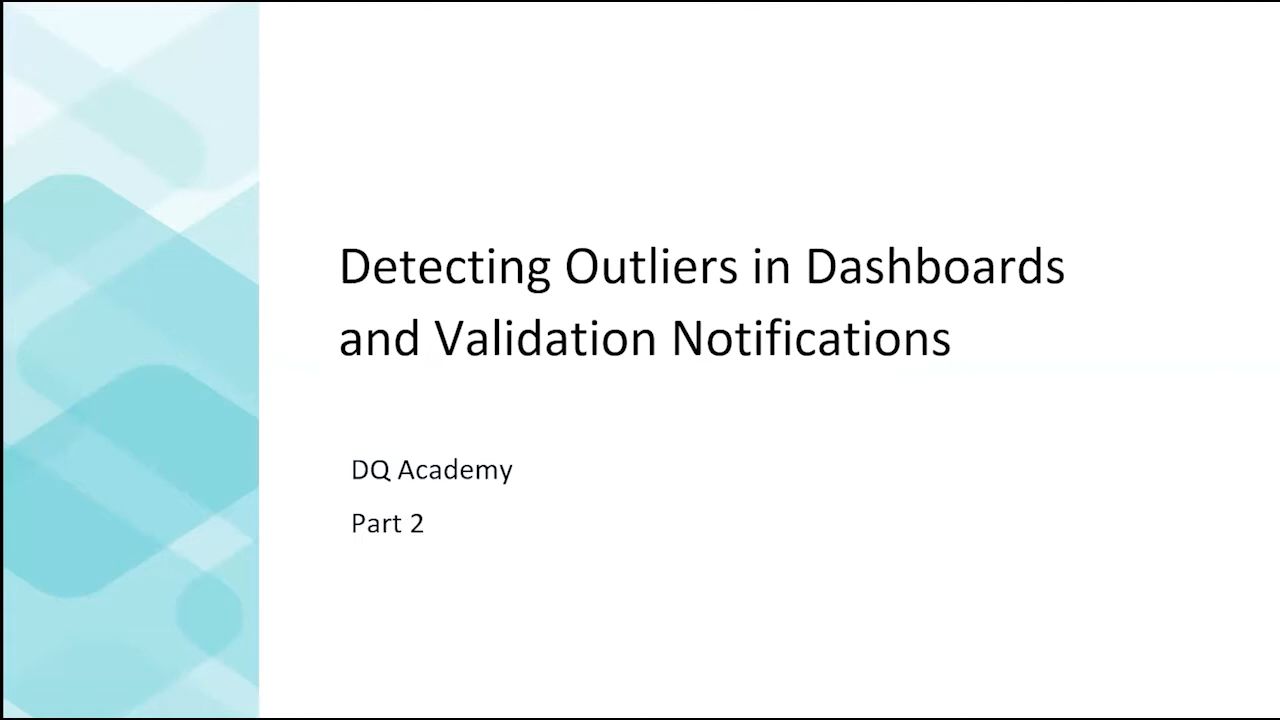 Detecting Outliers in Dashboards
and Validation Notifications
DQ Academy
Part 2